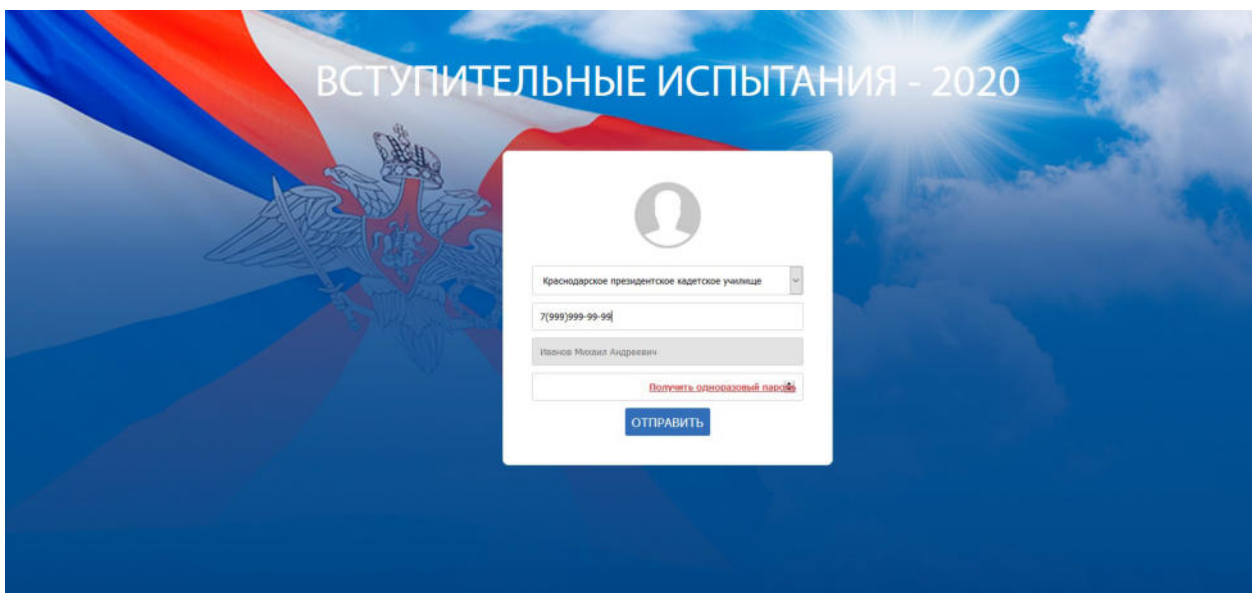 ВСТУПИТЕЛЬНЫЕ ИСПЫТАНИЯ - 2020
Краснодарское президентское кадетское училище
7(999)999-99-99
Иванов Михаил Андреевич
Получить одноразовый пароль
ОТПРАВИТЬ